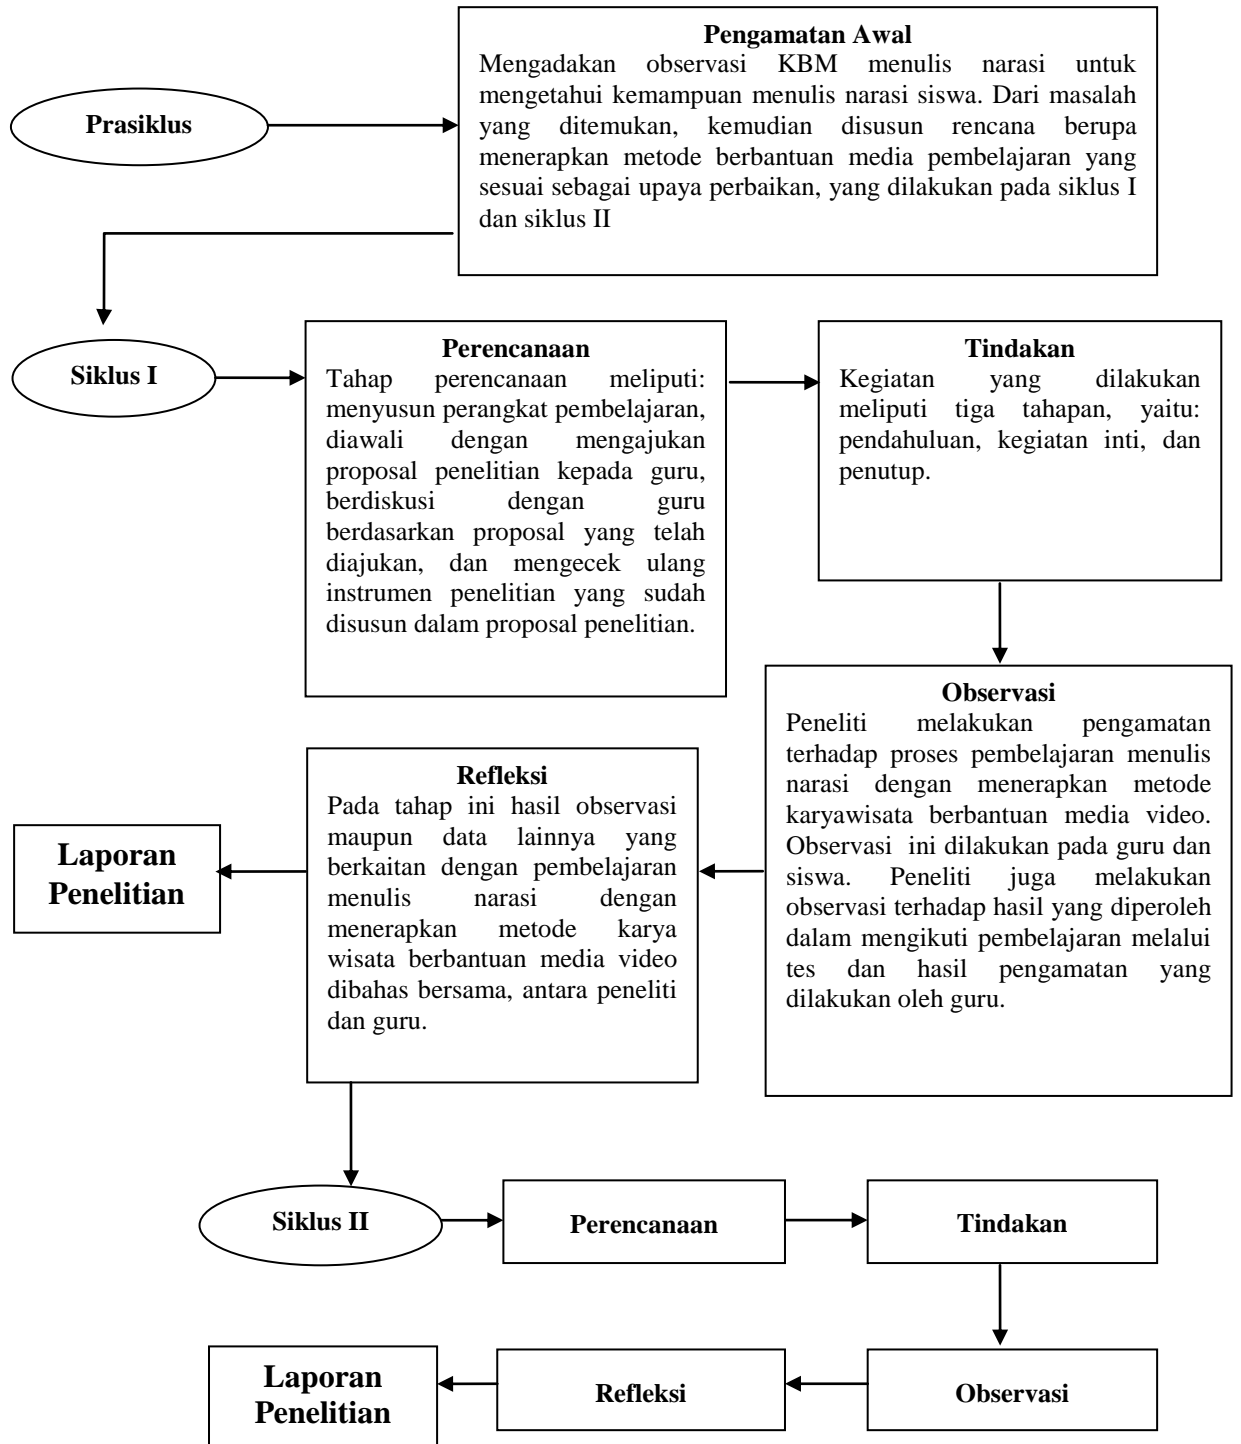 Prasiklus
Pengamatan Awal
Mengadakan observasi KBM menulis narasi untuk
mengetahui kemampuan menulis narasi siswa. Dari masalah
yang ditemukan, kemudian disusun rencana berupa
menerapkan metode berbantuan media pembelajaran yang
sesuai sebagai upaya perbaikan, yang dilakukan pada siklus I
dan siklus II
Siklus I
Perencanaan
Tahap perencanaan meliputi:
menyusun perangkat pembelajaran,
diawali dengan mengajukan
proposal penelitian kepada guru,
berdiskusi dengan guru
berdasarkan proposal yang telah
diajukan, dan mengecek ulang
instrumen penelitian yang sudah
disusun dalam proposal penelitian.
Tindakan
Kegiatan yang dilakukan
meliputi tiga tahapan, yaitu:
pendahuluan, kegiatan inti, dan
penutup.
Observasi
Peneliti melakukan pengamatan
terhadap proses pembelajaran menulis
narasi dengan menerapkan metode
karyawisata berbantuan media video.
Observasi ini dilakukan pada guru dan
siswa. Peneliti juga melakukan
observasi terhadap hasil yang diperoleh
dalam mengikuti pembelajaran melalui
tes dan hasil pengamatan yang
dilakukan oleh guru.
Refleksi
Pada tahap ini hasil observasi
maupun data lainnya yang
berkaitan dengan pembelajaran
menulis narasi dengan
menerapkan metode karya
wisata berbantuan media video
dibahas bersama, antara peneliti
dan guru.
Laporan
Penelitian
Siklus II
Perencanaan
Tindakan
Observasi
Refleksi
Laporan
Penelitian